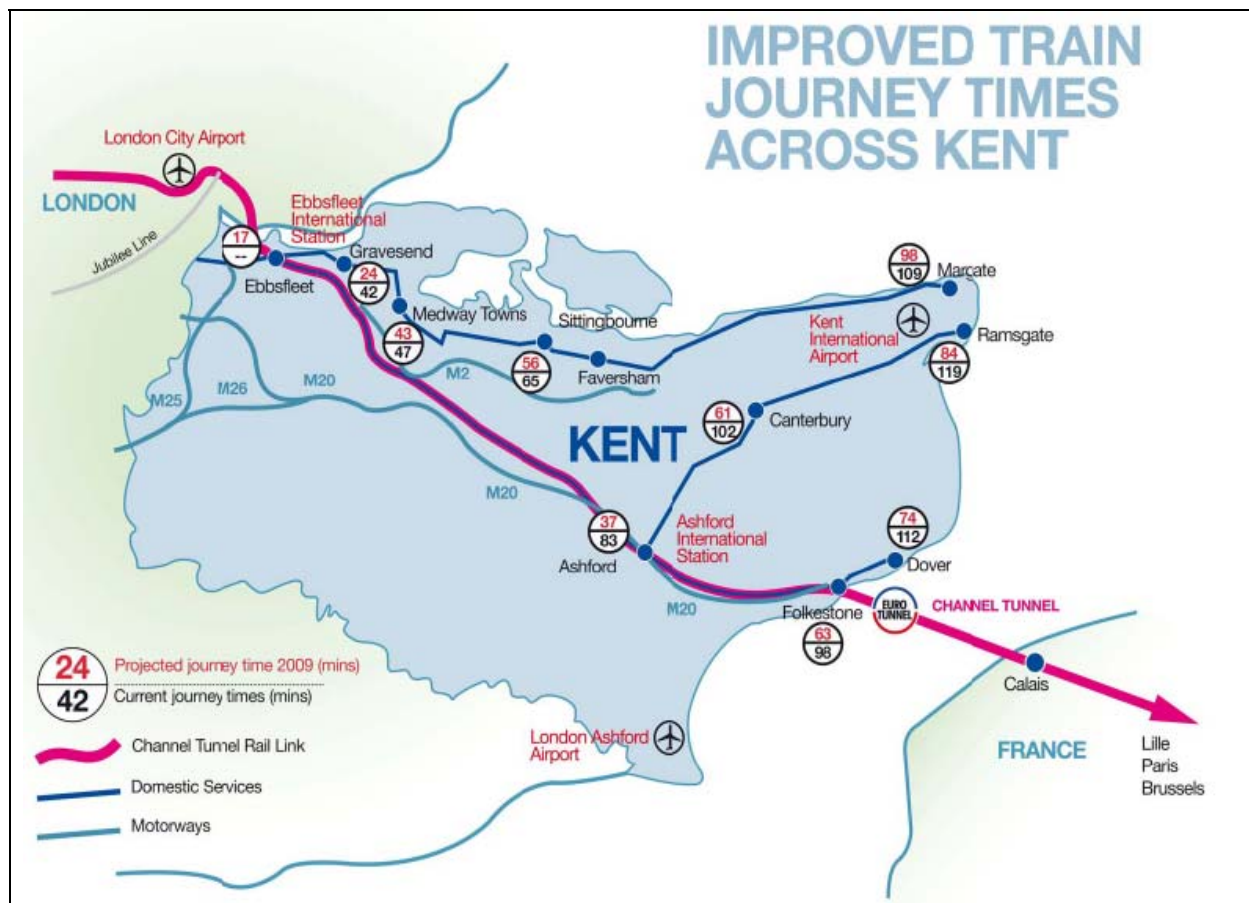 IMPROVED TRAIN
JOURNEY TIMES
ACROSS KENT
London City Airport
LONDON
Jubilee Line
17
--
Ebbsfleet
International
Station
Ebbsfleet
Gravesend
24
42
Medway Towns
43
47
Sittingbourne
56
65
Faversham
98
109
Margate
Kent
International
Airport
Ramsgate
84
119
M2
M25
M26
M20
KENT
61
102
Canterbury
M20
37
83
Ashford
International
Station
Ashford
74
112
Dover
M20
Folkestone
63
98
EURO
TUNNEL
CHANNEL TUNNEL
Calais
FRANCE
Lille
Paris
Brussels
London Ashford
Airport
24
42
Projected journey time 2009 (mins)
Current journey times (mins)
Channel Tunnel Rail Link
Domestic Services
Motorways